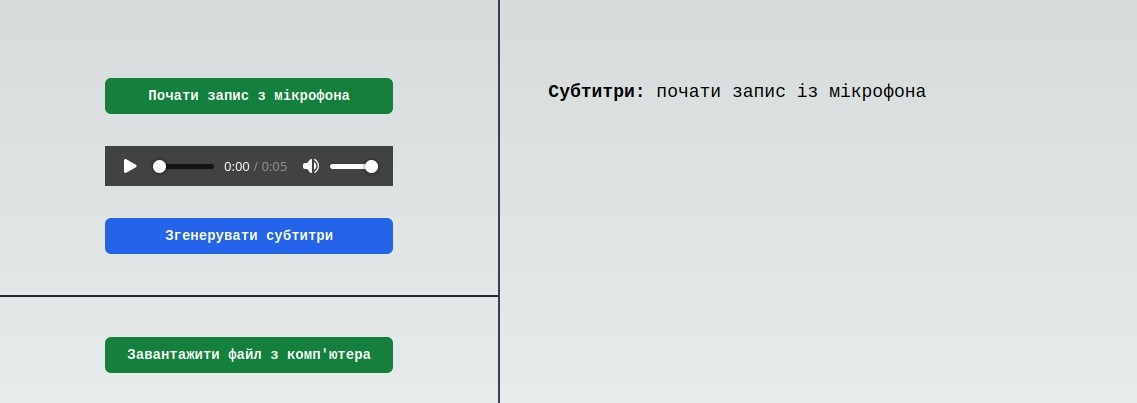 Почати запис з мікрофона
0:00 / 0:05
Згенерувати субтитри
Завантажити файл з комп'ютера
Субтитри: почати запис із мікрофона